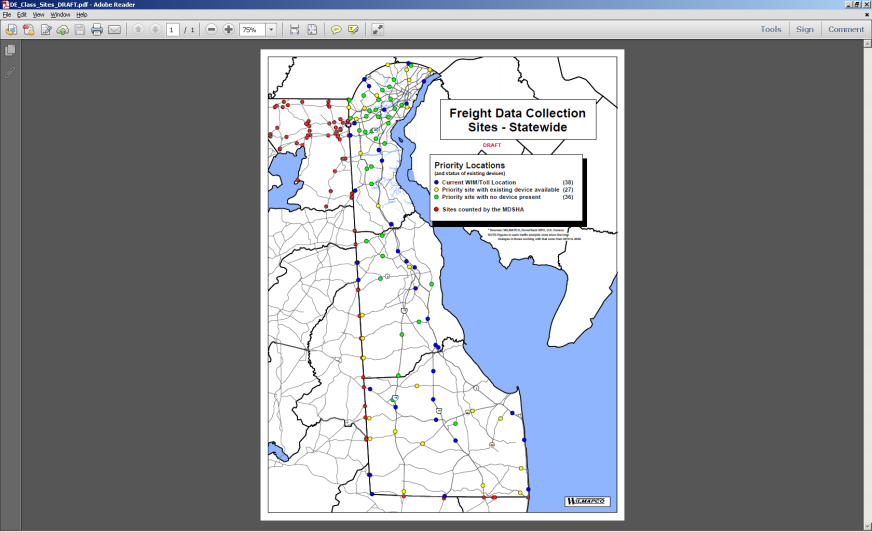 DE_Class_Sites_DRAFT.pdf - Adobe Reader
File Edit View Window Help
1 / 1 75% Tools Sign Comment
Freight Data Collection
Sites - Statewide
DRAFT
Priority Locations
(and status of existing devices)
Current WIM/Toll Location (38)
Priority site with existing device available (27)
Priority site with no device present (36)
Sites counted by the MDSHA
WILMAPCO